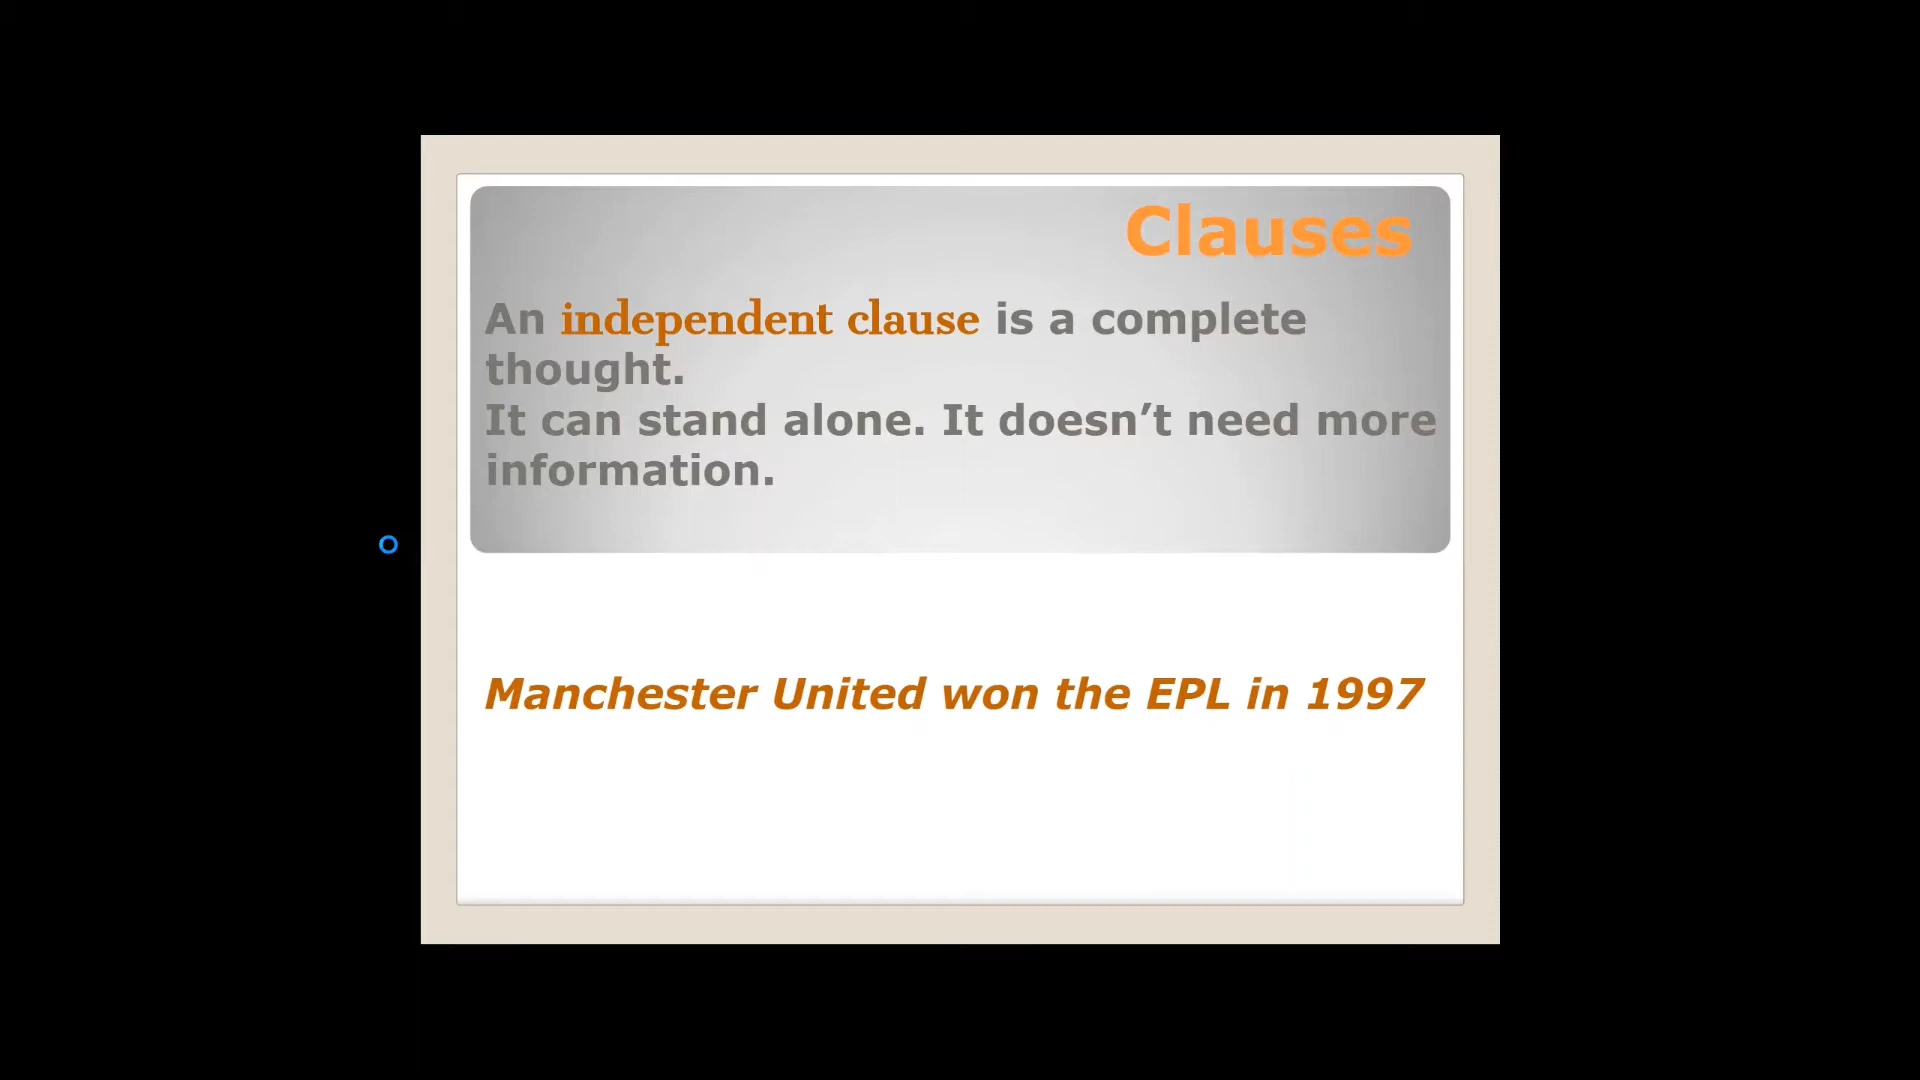 Clauses
An independent clause is a complete
thought.
It can stand alone. It doesn’t need more
information.
Manchester United won the EPL in 1997